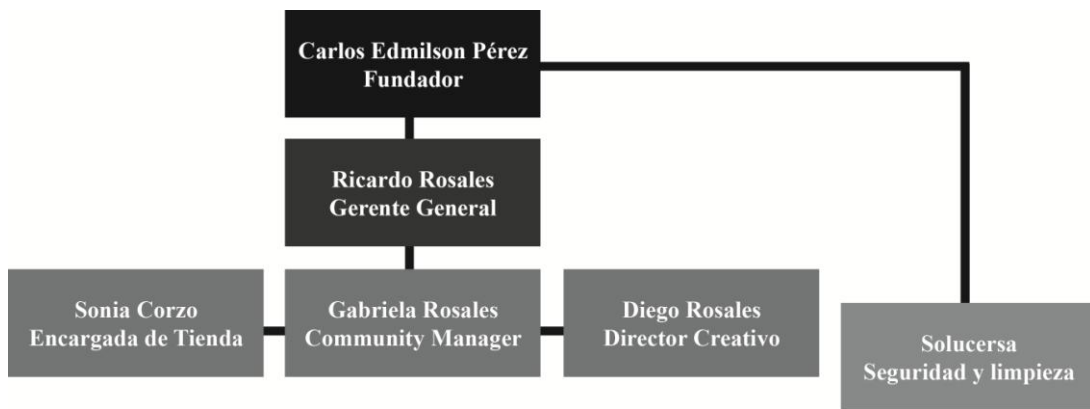 Carlos Edmilson Pérez
Fundador
Ricardo Rosales
Gerente General
Sonia Corzo
Encargada de Tienda
Gabriela Rosales
Community Manager
Diego Rosales
Director Creativo
Solucersa
Seguridad y limpieza